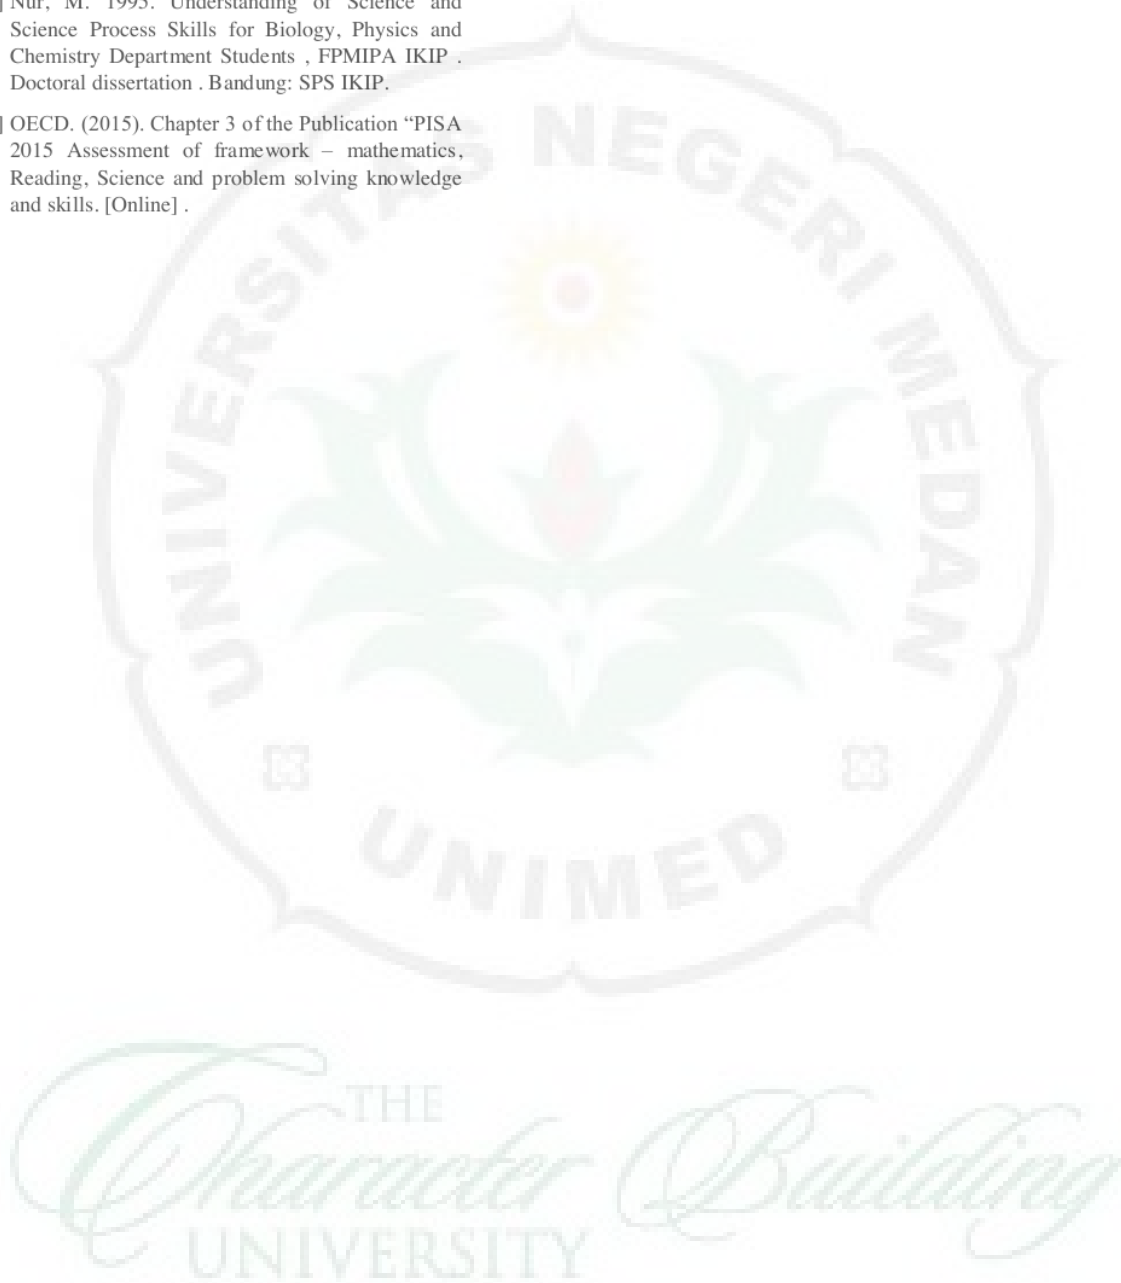 ] Nur, M. 1995. Understanding of Science and
Science Process Skills for Biology, Physics and
Chemistry Department Students , FPMIPA IKIP .
Doctoral dissertation . Bandung: SPS IKIP.
] OECD. (2015). Chapter 3 of the Publication “PISA
2015 Assessment of framework – mathematics,
Reading, Science and problem solving knowledge
and skills. [Online] .
UNIVERSITAS NEGERI MEDAN
UNIMED
THE
Character Building
UNIVERSITY